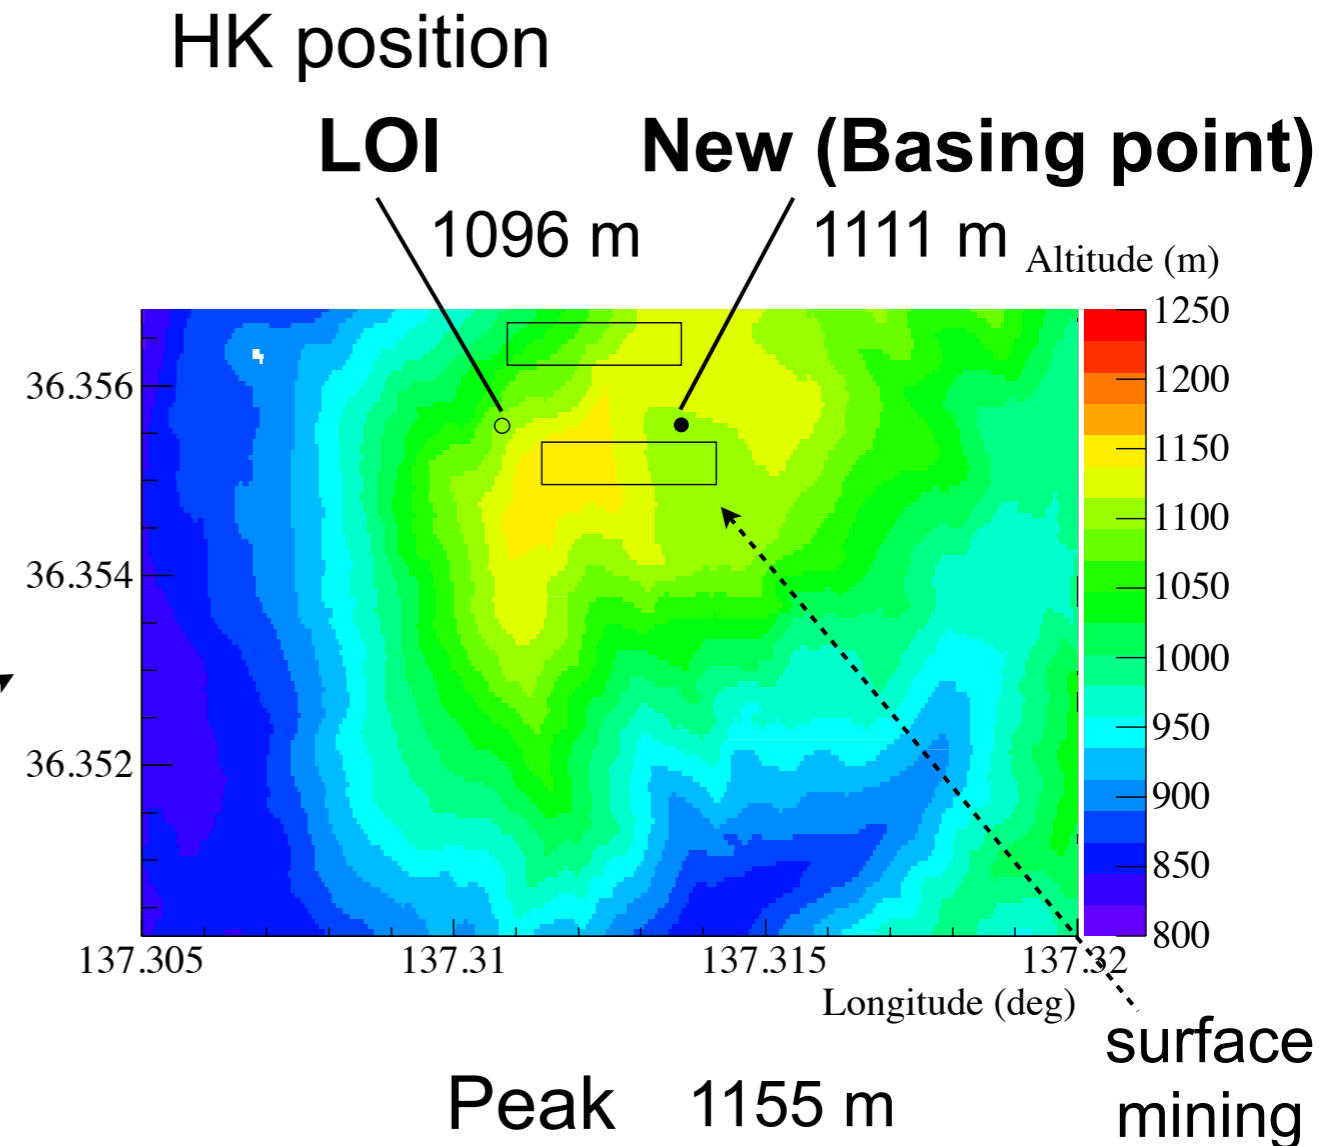 HK position
LOI
New (Basing point)
1096 m
1111 m
Altitude (m)
1250
1200
1150
1100
1050
1000
950
900
850
800
36.356
36.354
36.352
137.305
137.31
137.315
137.32
Longitude (deg)
surface
mining
Peak 1155 m